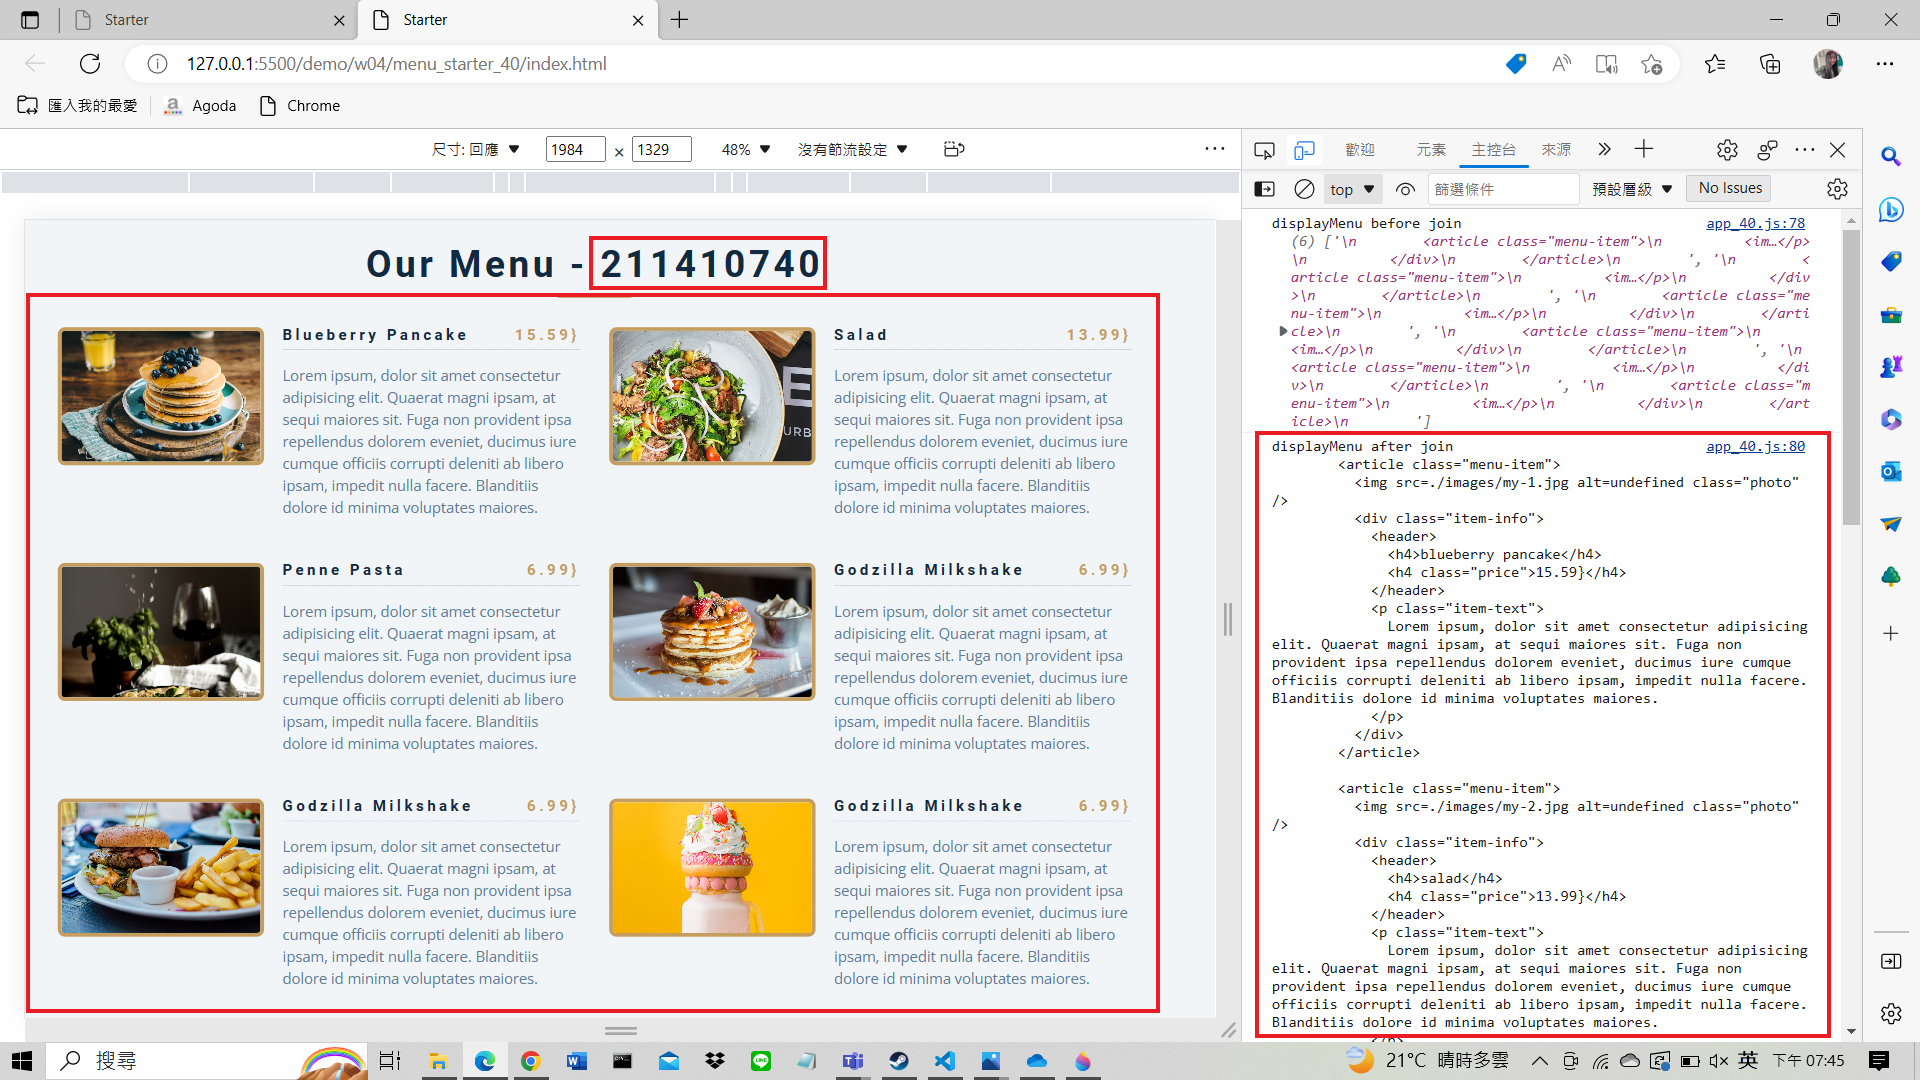 Starter
Starter
127.0.0.1:5500/demo/w04/menu_starter_40/index.html
匯入我的最愛
Agoda
Chrome
尺寸: 回應 1984 × 1329 48% 沒有節流設定
歡迎 元素 主控台 來源
top 篩選條件 預設層級 No Issues
Our Menu - 211410740
Blueberry Pancake 15.59}
Lorem ipsum, dolor sit amet consectetur
adipisicing elit. Quaerat magni ipsam, at
sequi maiores sit. Fuga non provident ipsa
repellendus dolorem eveniet, ducimus iure
cumque officiis corrupti deleniti ab libero
ipsam, impedit nulla facere. Blanditiis
dolore id minima voluptates maiores.
Salad 13.99}
Lorem ipsum, dolor sit amet consectetur
adipisicing elit. Quaerat magni ipsam, at
sequi maiores sit. Fuga non provident ipsa
repellendus dolorem eveniet, ducimus iure
cumque officiis corrupti deleniti ab libero
ipsam, impedit nulla facere. Blanditiis
dolore id minima voluptates maiores.
Penne Pasta 6.99}
Lorem ipsum, dolor sit amet consectetur
adipisicing elit. Quaerat magni ipsam, at
sequi maiores sit. Fuga non provident ipsa
repellendus dolorem eveniet, ducimus iure
cumque officiis corrupti deleniti ab libero
ipsam, impedit nulla facere. Blanditiis
dolore id minima voluptates maiores.
Godzilla Milkshake 6.99}
Lorem ipsum, dolor sit amet consectetur
adipisicing elit. Quaerat magni ipsam, at
sequi maiores sit. Fuga non provident ipsa
repellendus dolorem eveniet, ducimus iure
cumque officiis corrupti deleniti ab libero
ipsam, impedit nulla facere. Blanditiis
dolore id minima voluptates maiores.
Godzilla Milkshake 6.99}
Lorem ipsum, dolor sit amet consectetur
adipisicing elit. Quaerat magni ipsam, at
sequi maiores sit. Fuga non provident ipsa
repellendus dolorem eveniet, ducimus iure
cumque officiis corrupti deleniti ab libero
ipsam, impedit nulla facere. Blanditiis
dolore id minima voluptates maiores.
Godzilla Milkshake 6.99}
Lorem ipsum, dolor sit amet consectetur
adipisicing elit. Quaerat magni ipsam, at
sequi maiores sit. Fuga non provident ipsa
repellendus dolorem eveniet, ducimus iure
cumque officiis corrupti deleniti ab libero
ipsam, impedit nulla facere. Blanditiis
dolore id minima voluptates maiores.
displayMenu before join app_40.js:78
(6) ['\n <article class="menu-item">\n <im…</p>
\n </div>\n </article>\n ', '\n <
article class="menu-item">\n <im…</p>\n </div
>\n </article>\n ', '\n <article class="me
nu-item">\n <im…</p>\n </div>\n </arti
cle>\n ', '\n <article class="menu-item">\n
<im…</p>\n </div>\n </article>\n ', '\n
<article class="menu-item">\n <im…</p>\n </di
v>\n </article>\n ', '\n <article class="m
enu-item">\n <im…</p>\n </div>\n </art
icle>\n ']
displayMenu after join app_40.js:80
<article class="menu-item">
<img src=./images/my-1.jpg alt=undefined class="photo"
/>
<div class="item-info">
<header>
<h4>blueberry pancake</h4>
<h4 class="price">15.59}</h4>
</header>
<p class="item-text">
Lorem ipsum, dolor sit amet consectetur adipisicing
elit. Quaerat magni ipsam, at sequi maiores sit. Fuga non
provident ipsa repellendus dolorem eveniet, ducimus iure cumque
officiis corrupti deleniti ab libero ipsam, impedit nulla facere.
Blanditiis dolore id minima voluptates maiores.
</p>
</div>
</article>
<article class="menu-item">
<img src=./images/my-2.jpg alt=undefined class="photo"
/>
<div class="item-info">
<header>
<h4>salad</h4>
<h4 class="price">13.99}</h4>
</header>
<p class="item-text">
Lorem ipsum, dolor sit amet consectetur adipisicing
elit. Quaerat magni ipsam, at sequi maiores sit. Fuga non
provident ipsa repellendus dolorem eveniet, ducimus iure cumque
officiis corrupti deleniti ab libero ipsam, impedit nulla facere.
Blanditiis dolore id minima voluptates maiores.
搜尋
21°C 晴時多雲
英
下午 07:45